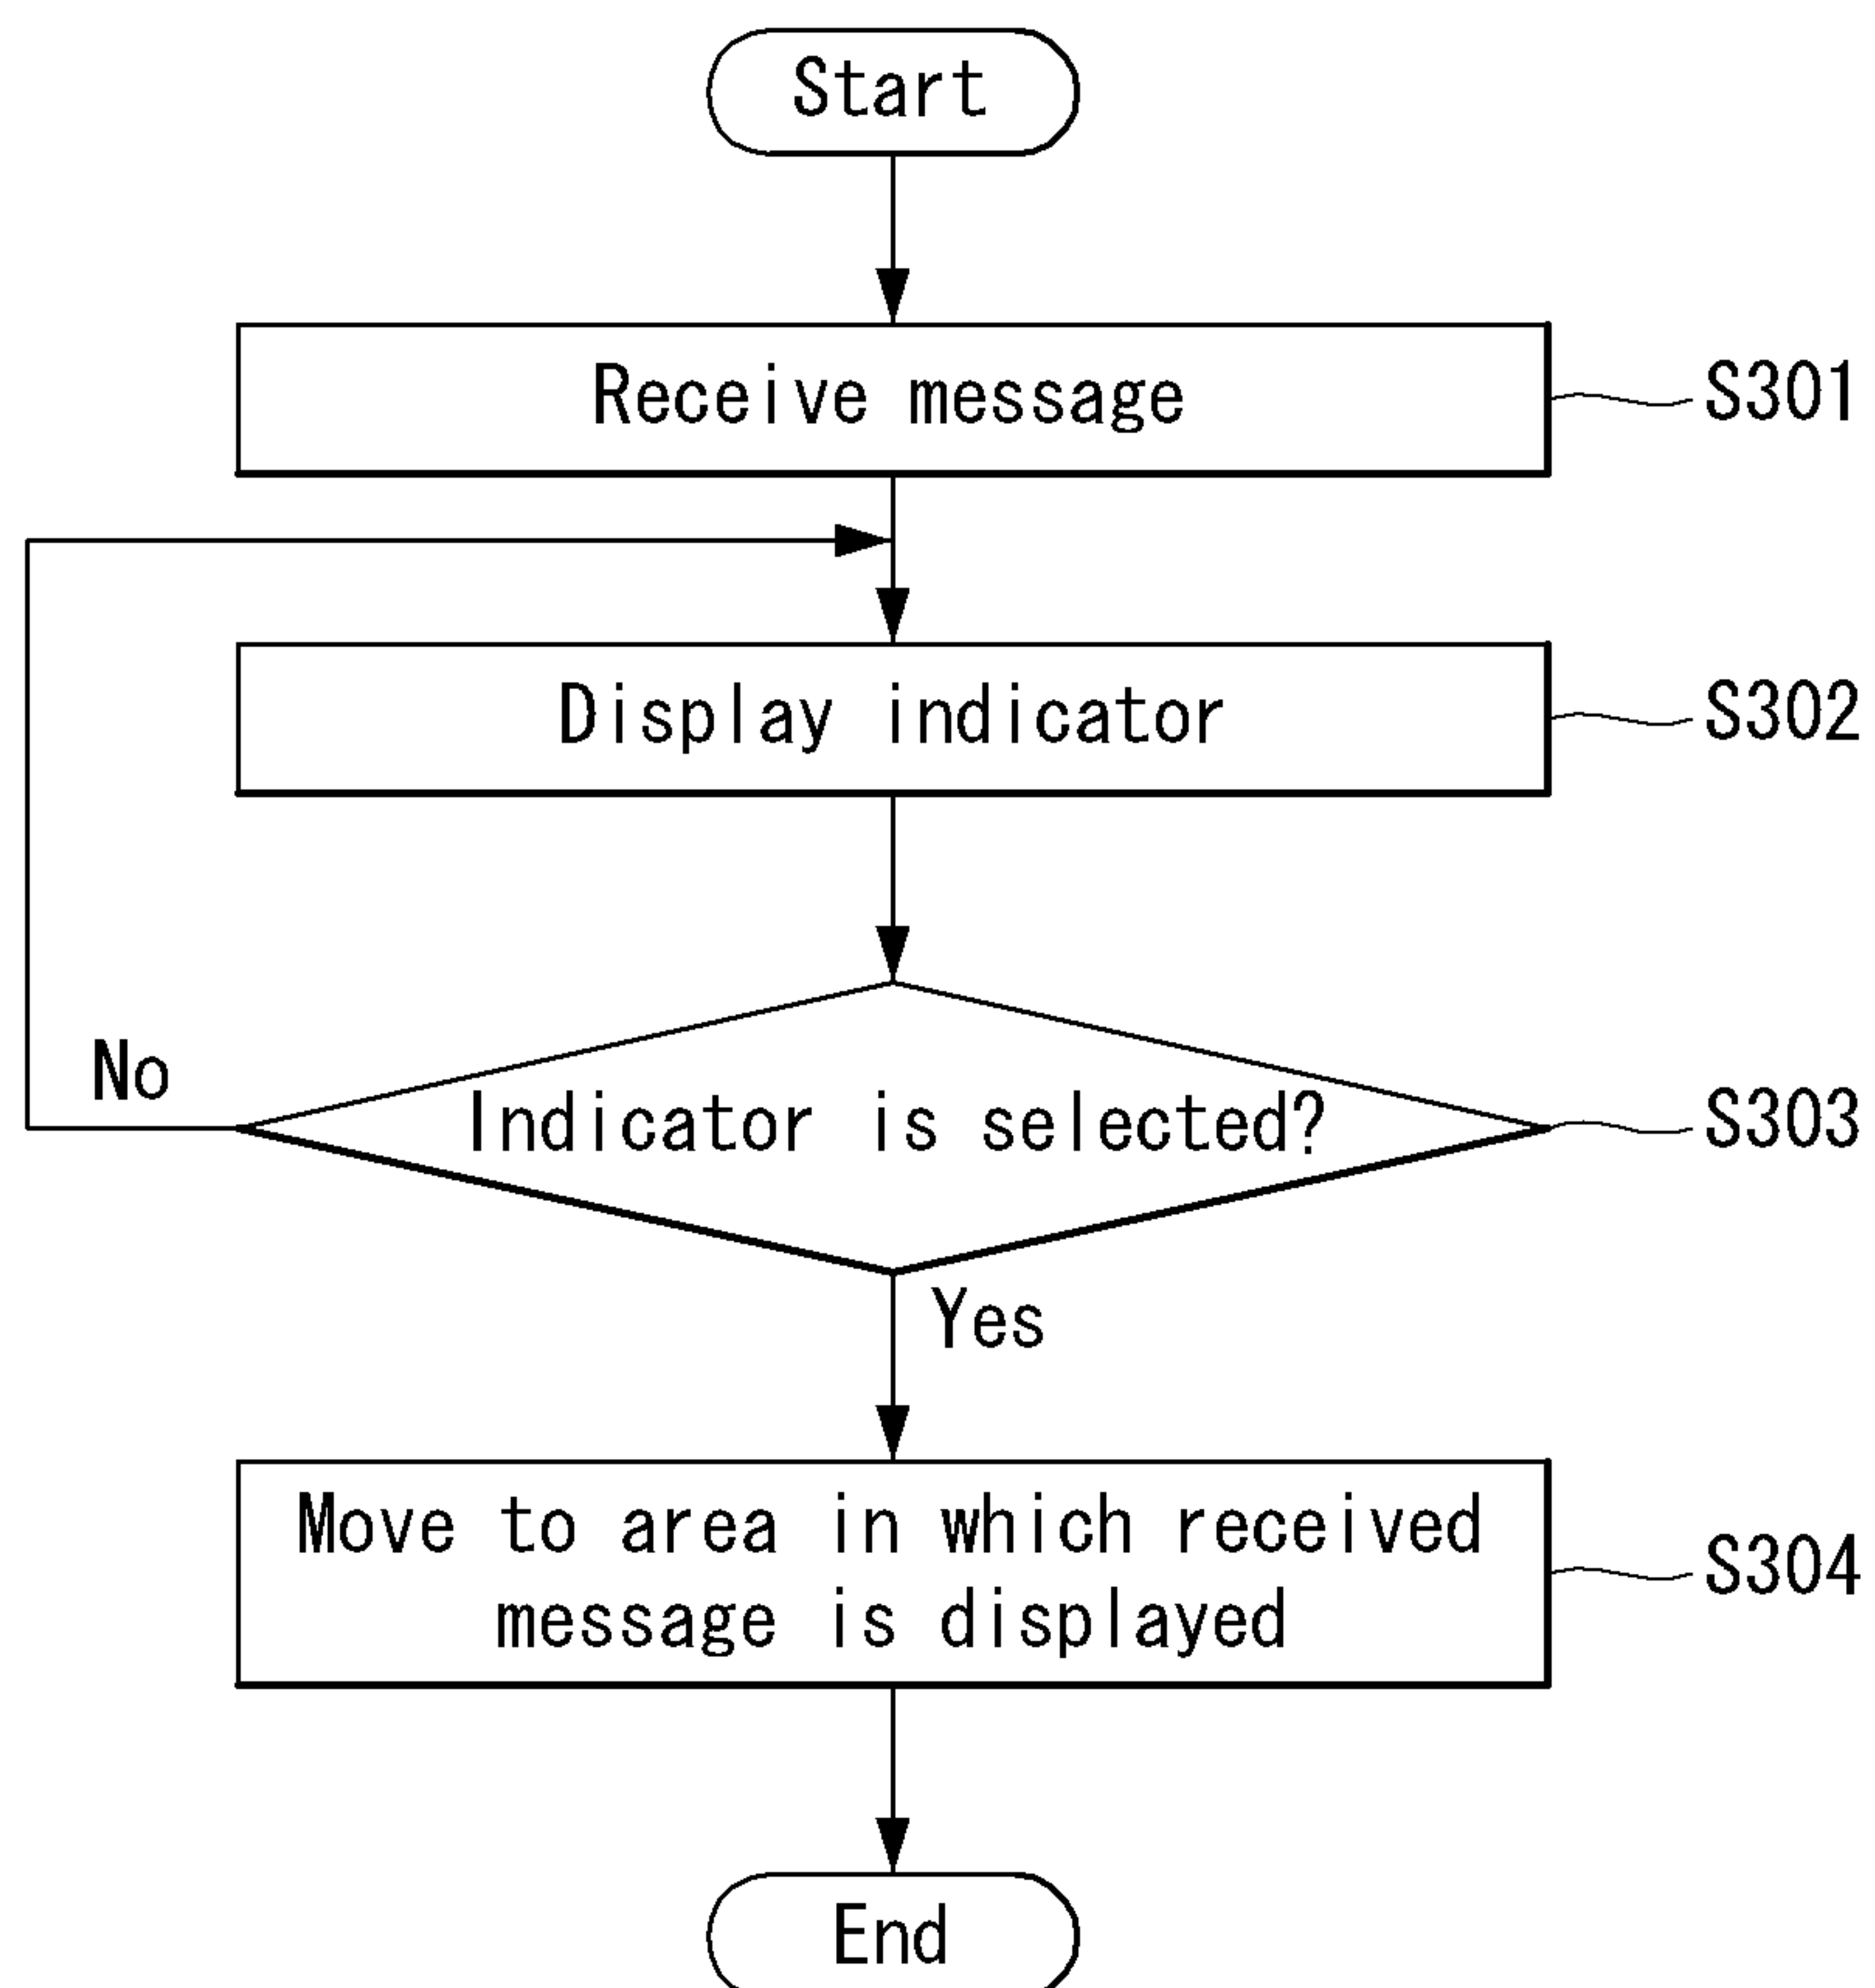 Start
Receive message
S301
Display indicator
S302
No
Indicator is selected?
S303
Yes
Move to area in which received
message is displayed
S304
End